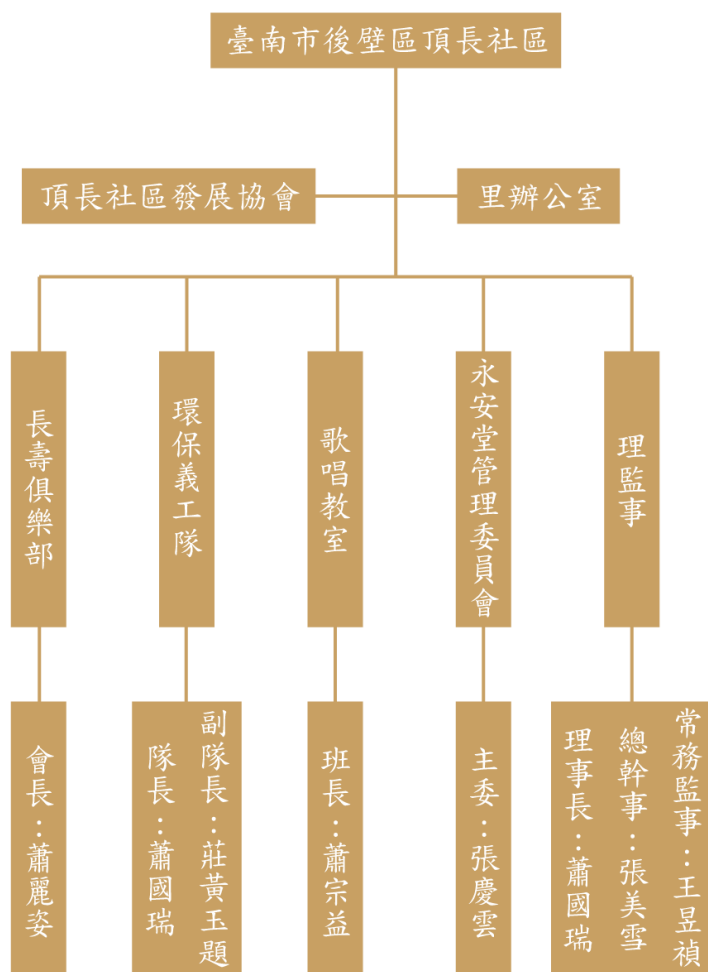 臺南市後壁區頂長社區
頂長社區發展協會
里辦公室
長壽俱樂部
環保義工隊
歌唱教室
永安堂管理委員會
理監事
會長：蕭麗姿
隊長：蕭國瑞
副隊長：莊黃玉題
班長：蕭宗益
主委：張慶雲
理事長：蕭國瑞
總幹事：張美雪
常務監事：王昱禎